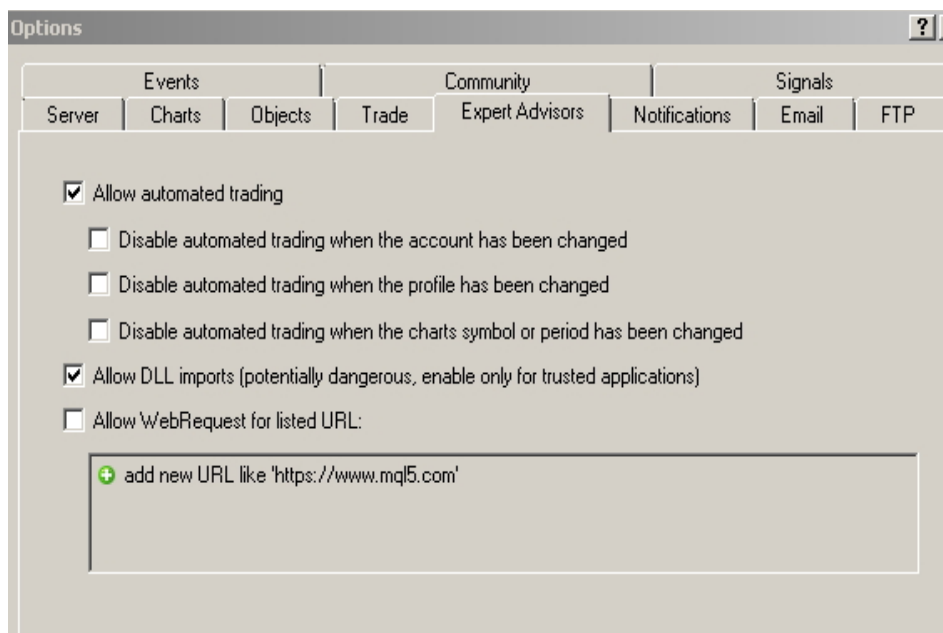 Options ?
Events Community Signals
Server Charts Objects Trade Expert Advisors Notifications Email FTP
Allow automated trading
Disable automated trading when the account has been changed
Disable automated trading when the profile has been changed
Disable automated trading when the charts symbol or period has been changed
Allow DLL imports (potentially dangerous, enable only for trusted applications)
Allow WebRequest for listed URL:
add new URL like 'https://www.mql5.com'